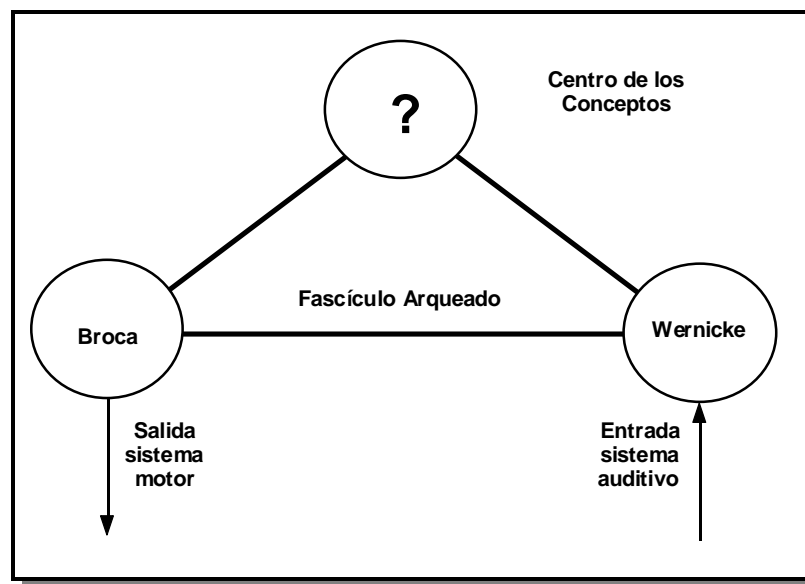 ?
Centro de los
Conceptos
Fascículo Arqueado
Broca
Wernicke
Salida
sistema
motor
Entrada
sistema
auditivo